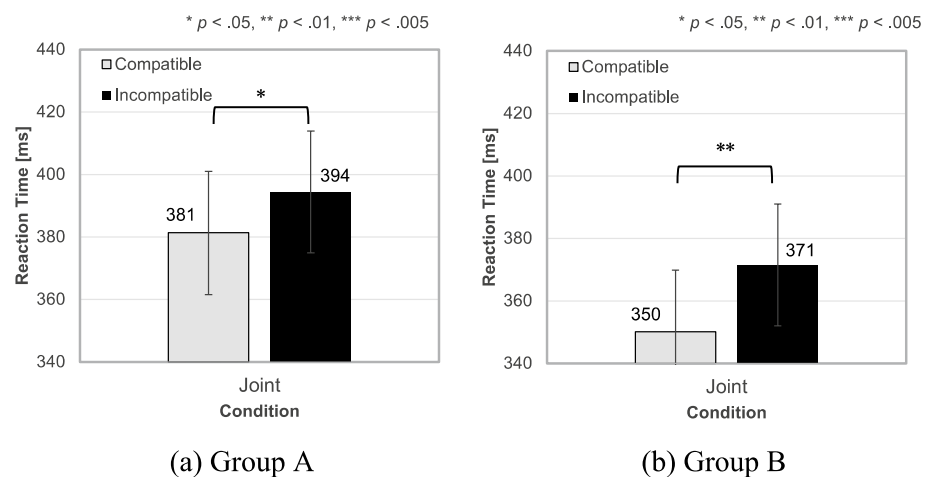 * p < .05, ** p < .01, *** p < .005
440
420
400
380
360
340
Reaction Time [ms]
Compatible
Incompatible
*
381
394
Joint
Condition
(a) Group A
* p < .05, ** p < .01, *** p < .005
440
420
400
380
360
340
Reaction Time [ms]
Compatible
Incompatible
**
350
371
Joint
Condition
(b) Group B